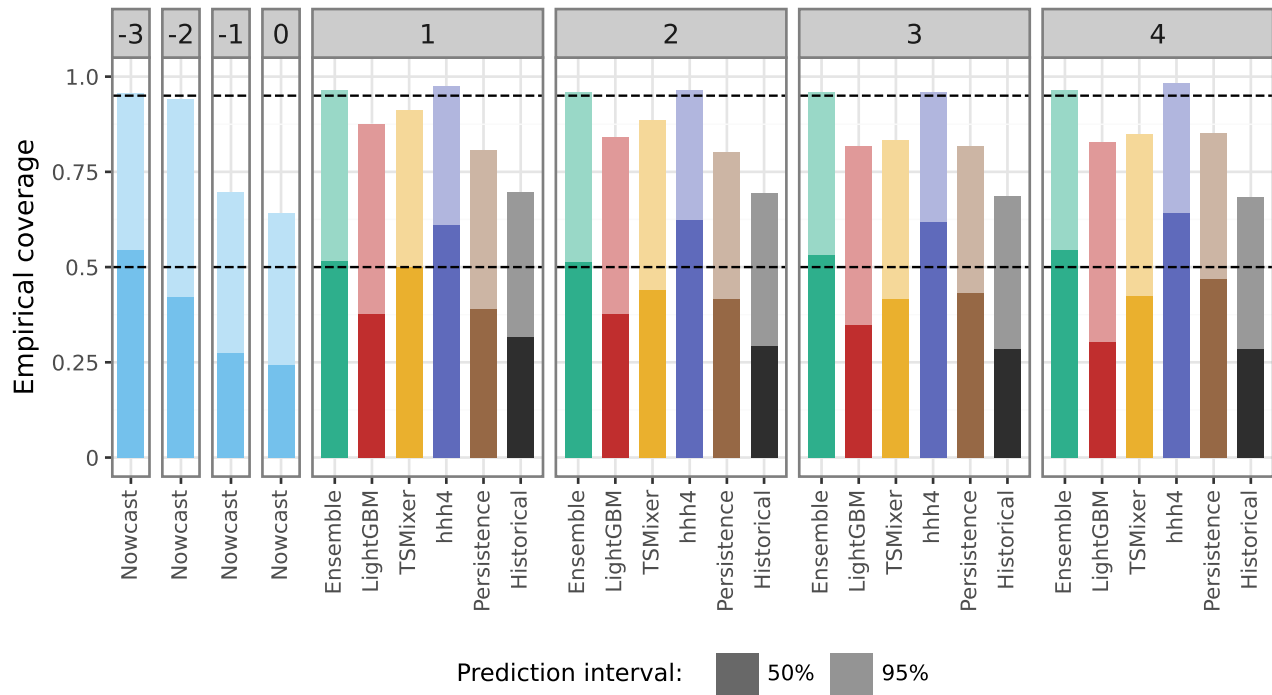 -3 -2 -1 0 1 2 3 4
Empirical coverage
1.0
0.75
0.5
0.25
0
Nowcast Nowcast Nowcast Nowcast Ensemble LightGBM TSMixer hhh4 Persistence Historical Ensemble LightGBM TSMixer hhh4 Persistence Historical Ensemble LightGBM TSMixer hhh4 Persistence Historical Ensemble LightGBM TSMixer hhh4 Persistence Historical
Prediction interval: 50% 95%